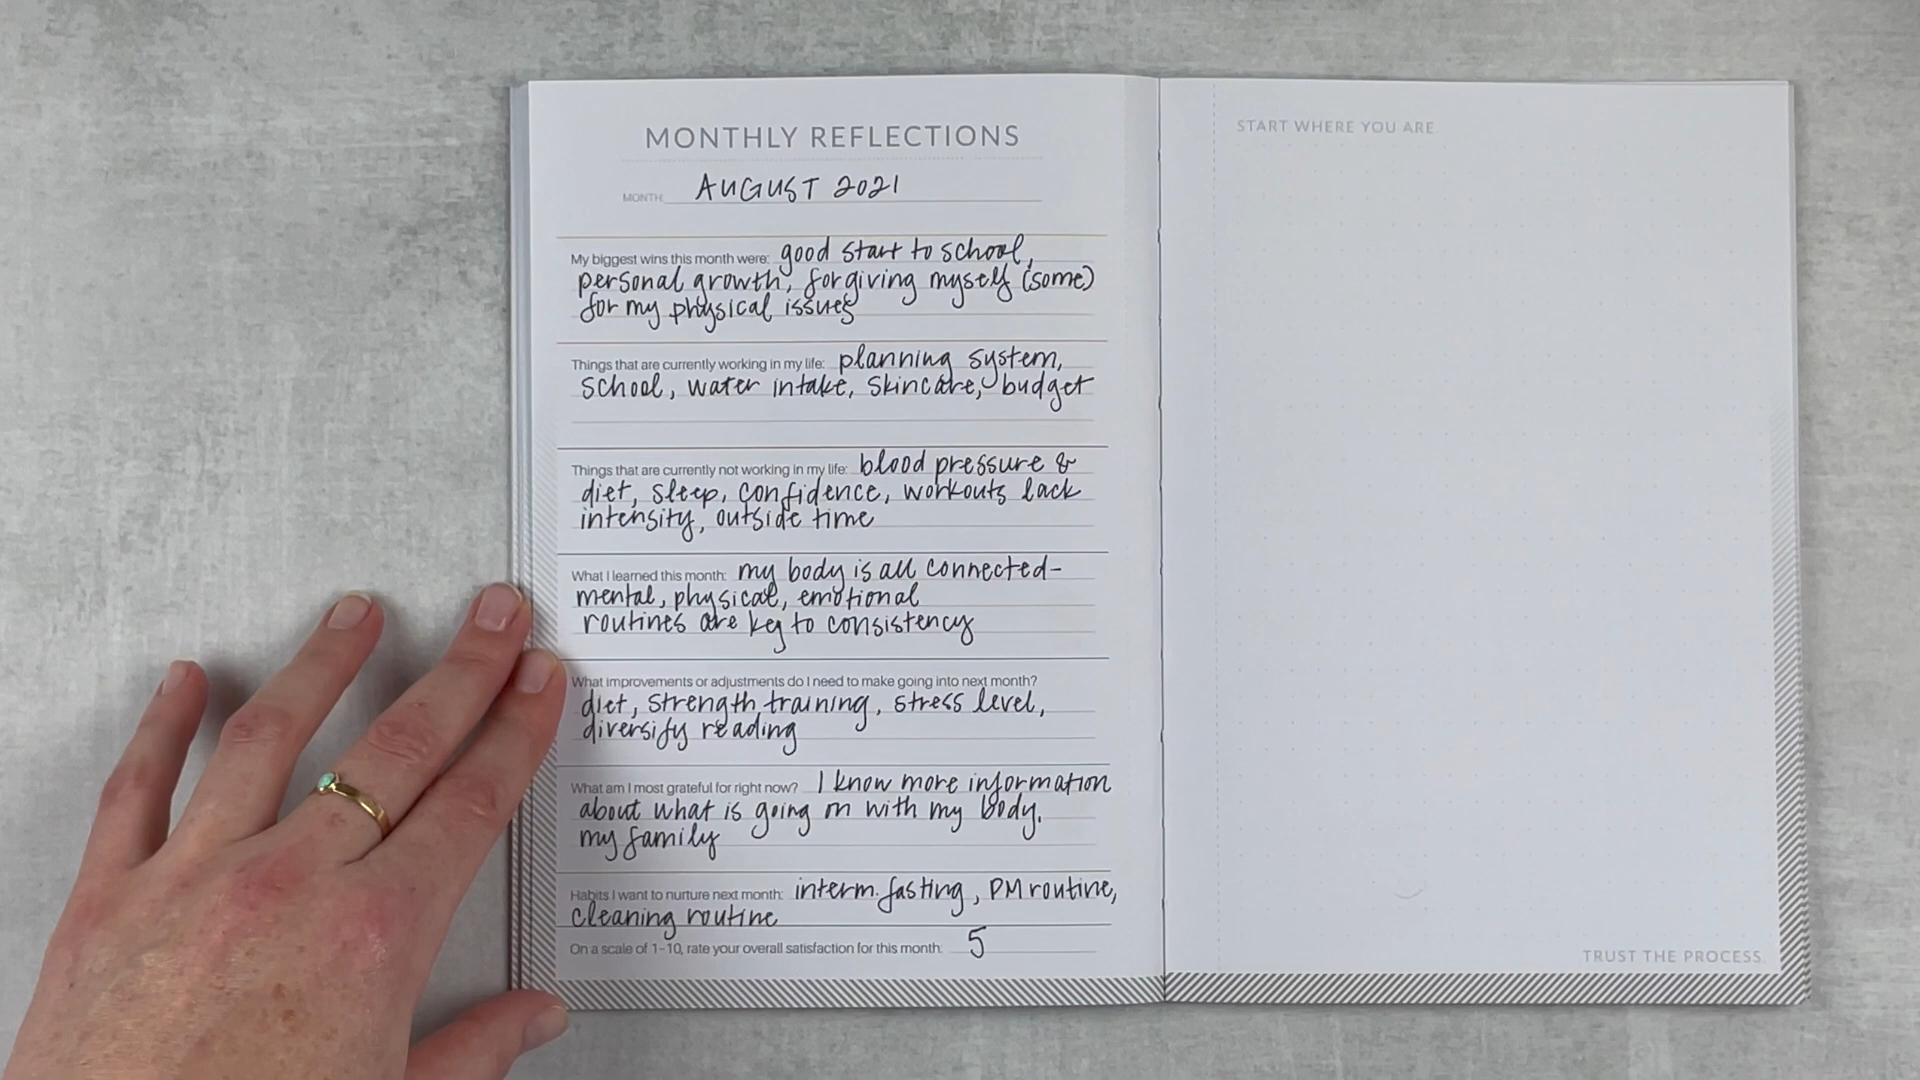 MONTHLY REFLECTIONS
MONTH: AUGUST 2021
My biggest wins this month were: good start to school,
personal growth, forgiving myself (some)
for my physical issues
Things that are currently working in my life: planning system,
school, water intake, skincare, budget
Things that are currently not working in my life: blood pressure &
diet, sleep, confidence, workouts lack
intensity, outside time
What I learned this month: my body is all connected-
mental, physical, emotional
routines are key to consistency
What improvements or adjustments do I need to make going into next month?
diet, strength training, stress level,
diversify reading
What am I most grateful for right now? I know more information
about what is going on with my body.
my family
Habits I want to nurture next month: interm. fasting, PM routine,
cleaning routine
On a scale of 1-10, rate your overall satisfaction for this month: 5
START WHERE YOU ARE.
TRUST THE PROCESS.